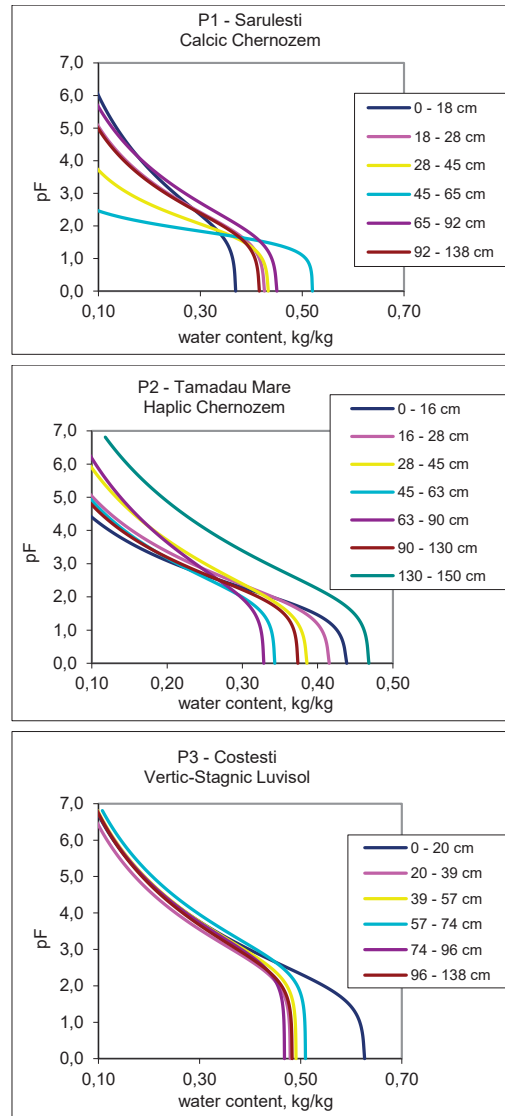 P1 - Sarulesti
Calcic Chernozem
7,0
6,0
5,0
4,0
3,0
2,0
1,0
0,0
pF
0,10
0,30
0,50
0,70
water content, kg/kg
0 - 18 cm
18 - 28 cm
28 - 45 cm
45 - 65 cm
65 - 92 cm
92 - 138 cm
P2 - Tamadau Mare
Haplic Chernozem
7,0
6,0
5,0
4,0
3,0
2,0
1,0
0,0
pF
0,10
0,20
0,30
0,40
0,50
water content, kg/kg
0 - 16 cm
16 - 28 cm
28 - 45 cm
45 - 63 cm
63 - 90 cm
90 - 130 cm
130 - 150 cm
P3 - Costesti
Vertic-Stagnic Luvisol
7,0
6,0
5,0
4,0
3,0
2,0
1,0
0,0
pF
0,10
0,30
0,50
0,70
water content, kg/kg
0 - 20 cm
20 - 39 cm
39 - 57 cm
57 - 74 cm
74 - 96 cm
96 - 138 cm